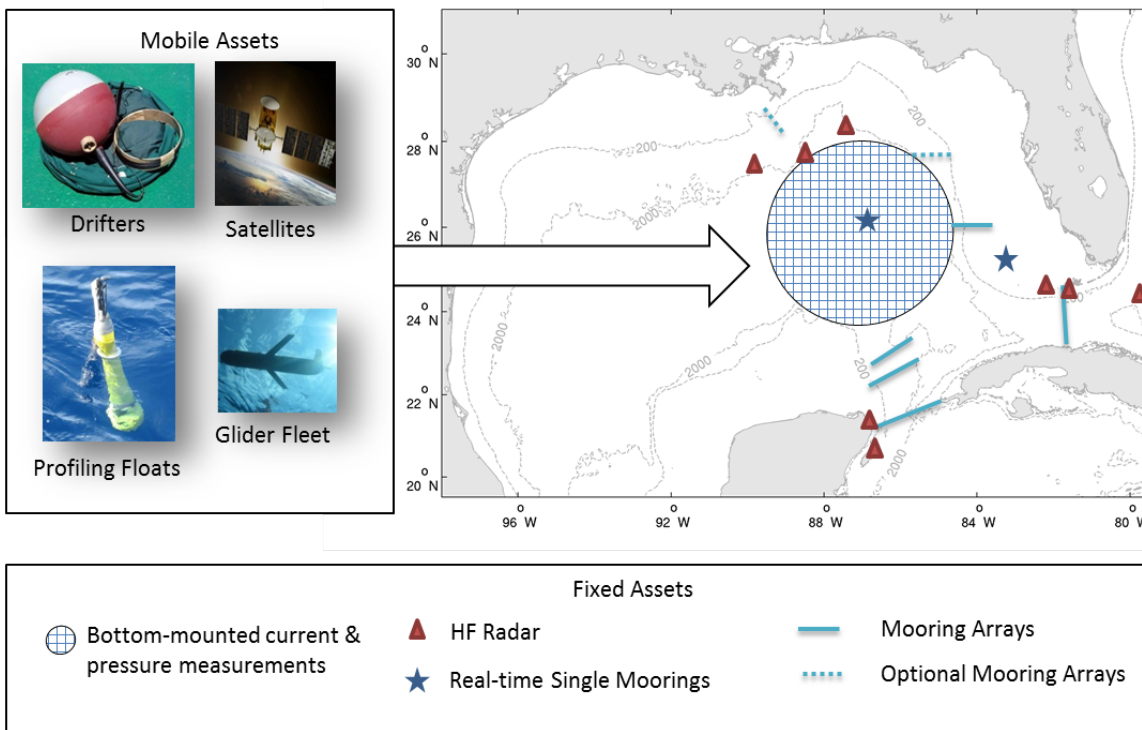 Mobile Assets
Drifters
Satellites
Profiling Floats
Glider Fleet
o
30 N
o
28 N
o
26 N
o
24 N
o
22 N
o
20 N
o
96 W
o
92 W
o
88 W
o
84 W
o
80 W
200
200
2000
2000
2000
200
200
2000
Fixed Assets
Bottom-mounted current &
pressure measurements
HF Radar
Real-time Single Moorings
Mooring Arrays
Optional Mooring Arrays